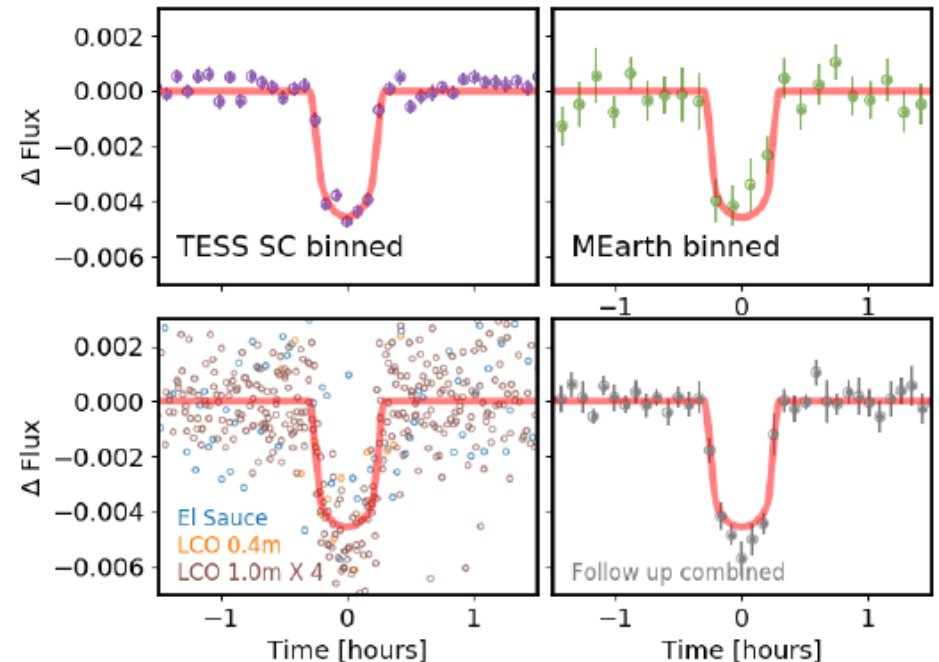 0.002
0.000
−0.002
−0.004
−0.006
Δ Flux
TESS SC binned
MEarth binned
−1 0 1
0.002
0.000
−0.002
−0.004
−0.006
Δ Flux
El Sauce
LCO 0.4m
LCO 1.0m X 4
Follow up combined
−1 0 1
−1 0 1
Time [hours]
Time [hours]